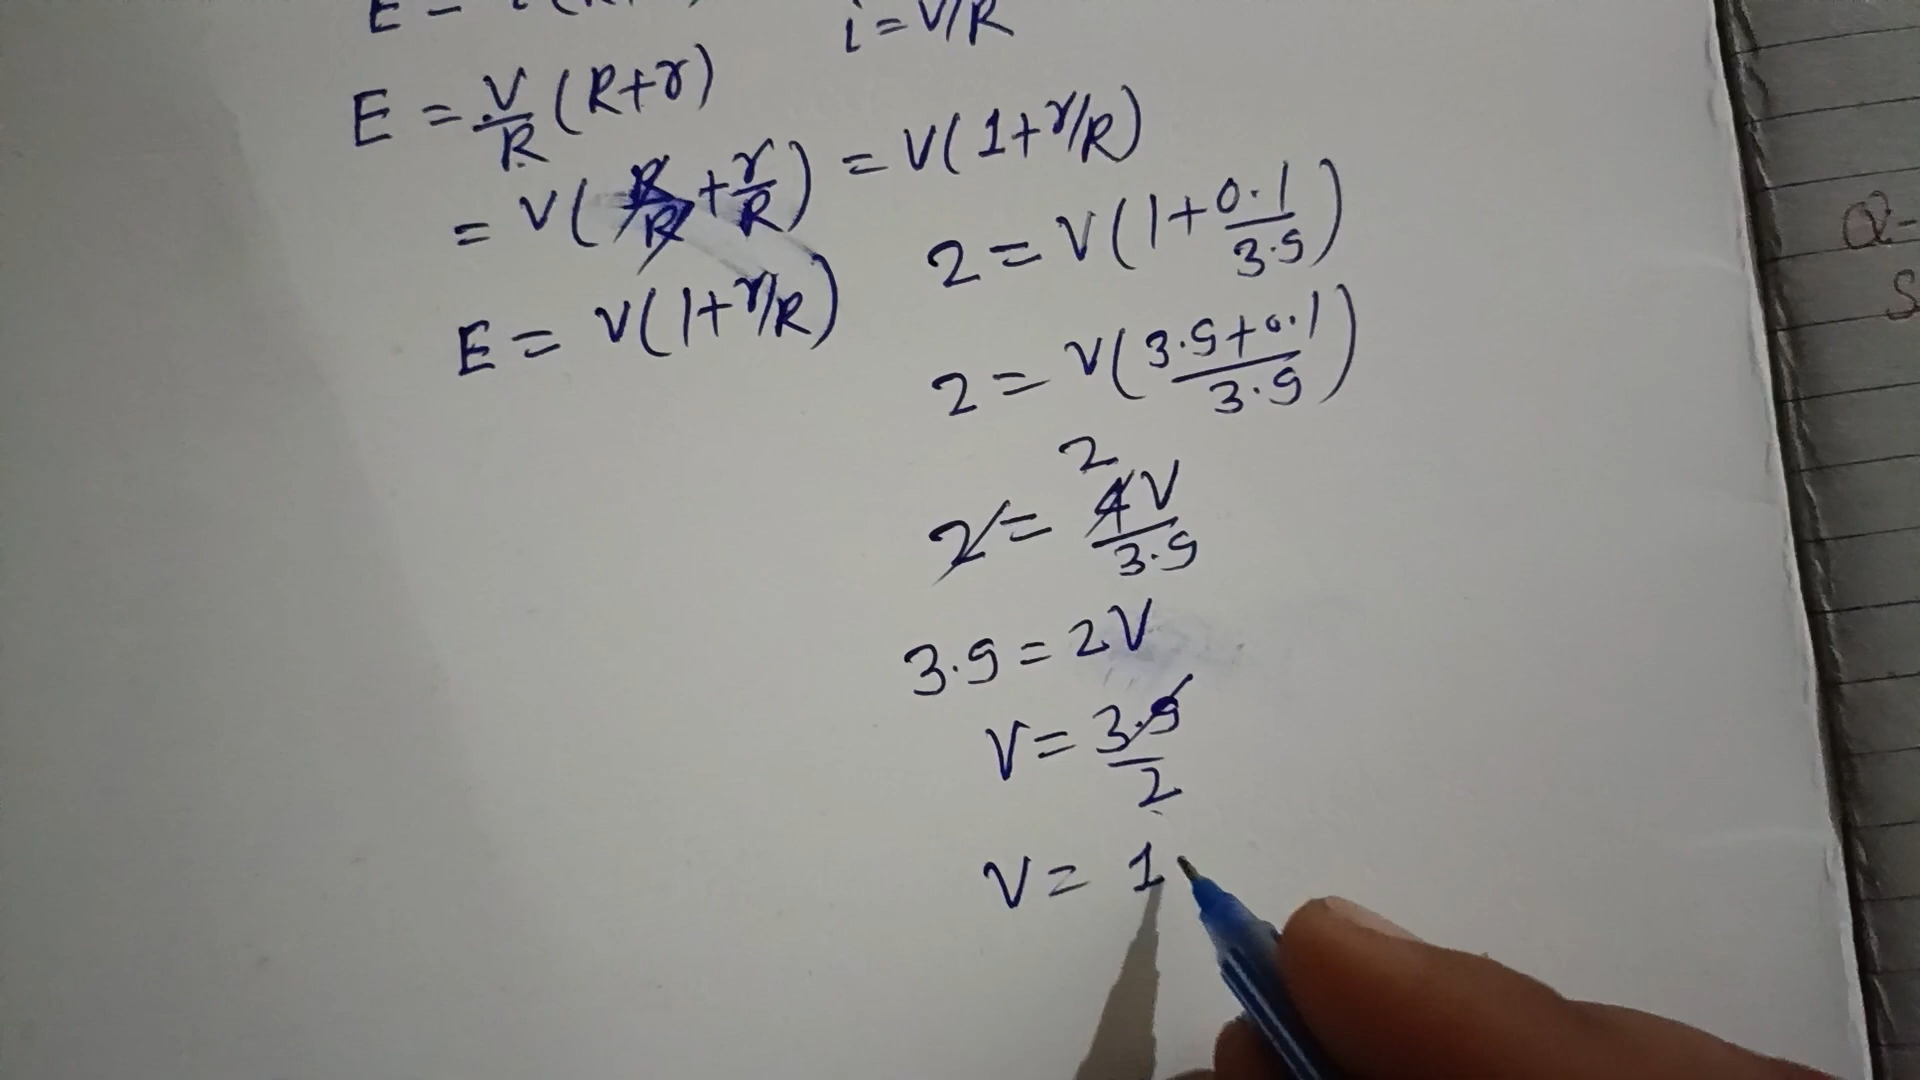 i = V/R
E = V/R (R+r)
= V(R/R + r/R) = V(1+r/R)
E = V(1+r/R)
2 = V(1+0.1/3.9)
2 = V(3.9+0.1/3.9)
2
2 = 4V/3.9
3.9 = 2V
V = 3.9/2
V = 1
Q-
S